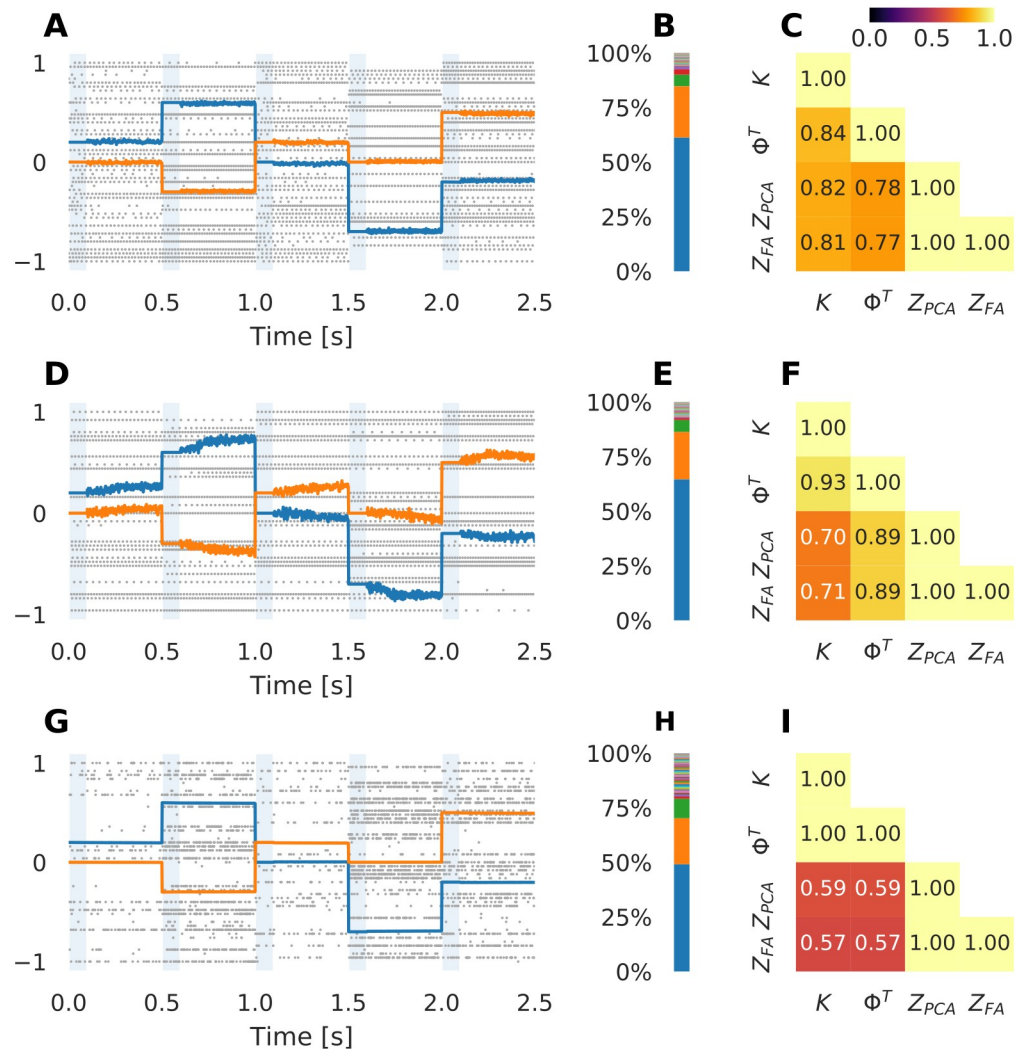 A
1
0
−1
0.0 0.5 1.0 1.5 2.0 2.5
Time [s]
B
100%
75%
50%
25%
0%
C
0.0 0.5 1.0
K 1.00
Φ^T 0.84 1.00
Z_PCA 0.82 0.78 1.00
Z_FA 0.81 0.77 1.00 1.00
K Φ^T Z_PCA Z_FA
D
1
0
−1
0.0 0.5 1.0 1.5 2.0 2.5
Time [s]
E
100%
75%
50%
25%
0%
F
K 1.00
Φ^T 0.93 1.00
Z_PCA 0.70 0.89 1.00
Z_FA 0.71 0.89 1.00 1.00
K Φ^T Z_PCA Z_FA
G
1
0
−1
0.0 0.5 1.0 1.5 2.0 2.5
Time [s]
H
100%
75%
50%
25%
0%
I
K 1.00
Φ^T 1.00 1.00
Z_PCA 0.59 0.59 1.00
Z_FA 0.57 0.57 1.00 1.00
K Φ^T Z_PCA Z_FA